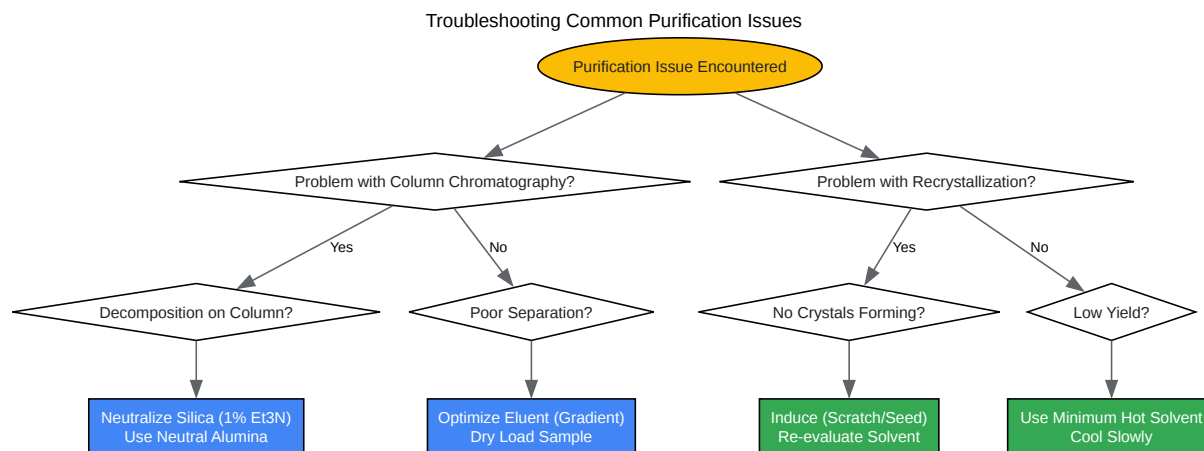 Troubleshooting Common Purification Issues
Purification Issue Encountered
Problem with Column Chromatography?
Problem with Recrystallization?
Yes
No
Yes
No
Decomposition on Column?
Poor Separation?
No Crystals Forming?
Low Yield?
Neutralize Silica (1% Et3N)
Use Neutral Alumina
Optimize Eluent (Gradient)
Dry Load Sample
Induce (Scratch/Seed)
Re-evaluate Solvent
Use Minimum Hot Solvent
Cool Slowly